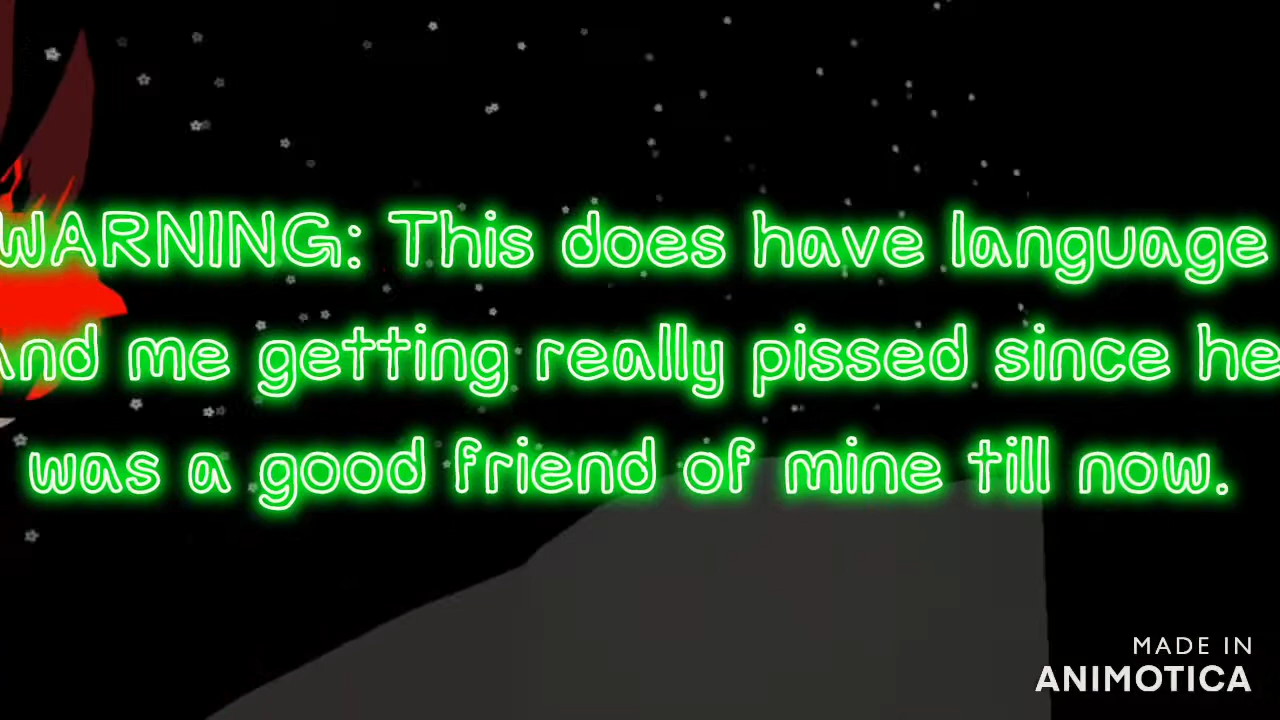 WARNING: This does have language
And me getting really pissed since he
was a good friend of mine till now.
MADE IN
ANIMOTICA